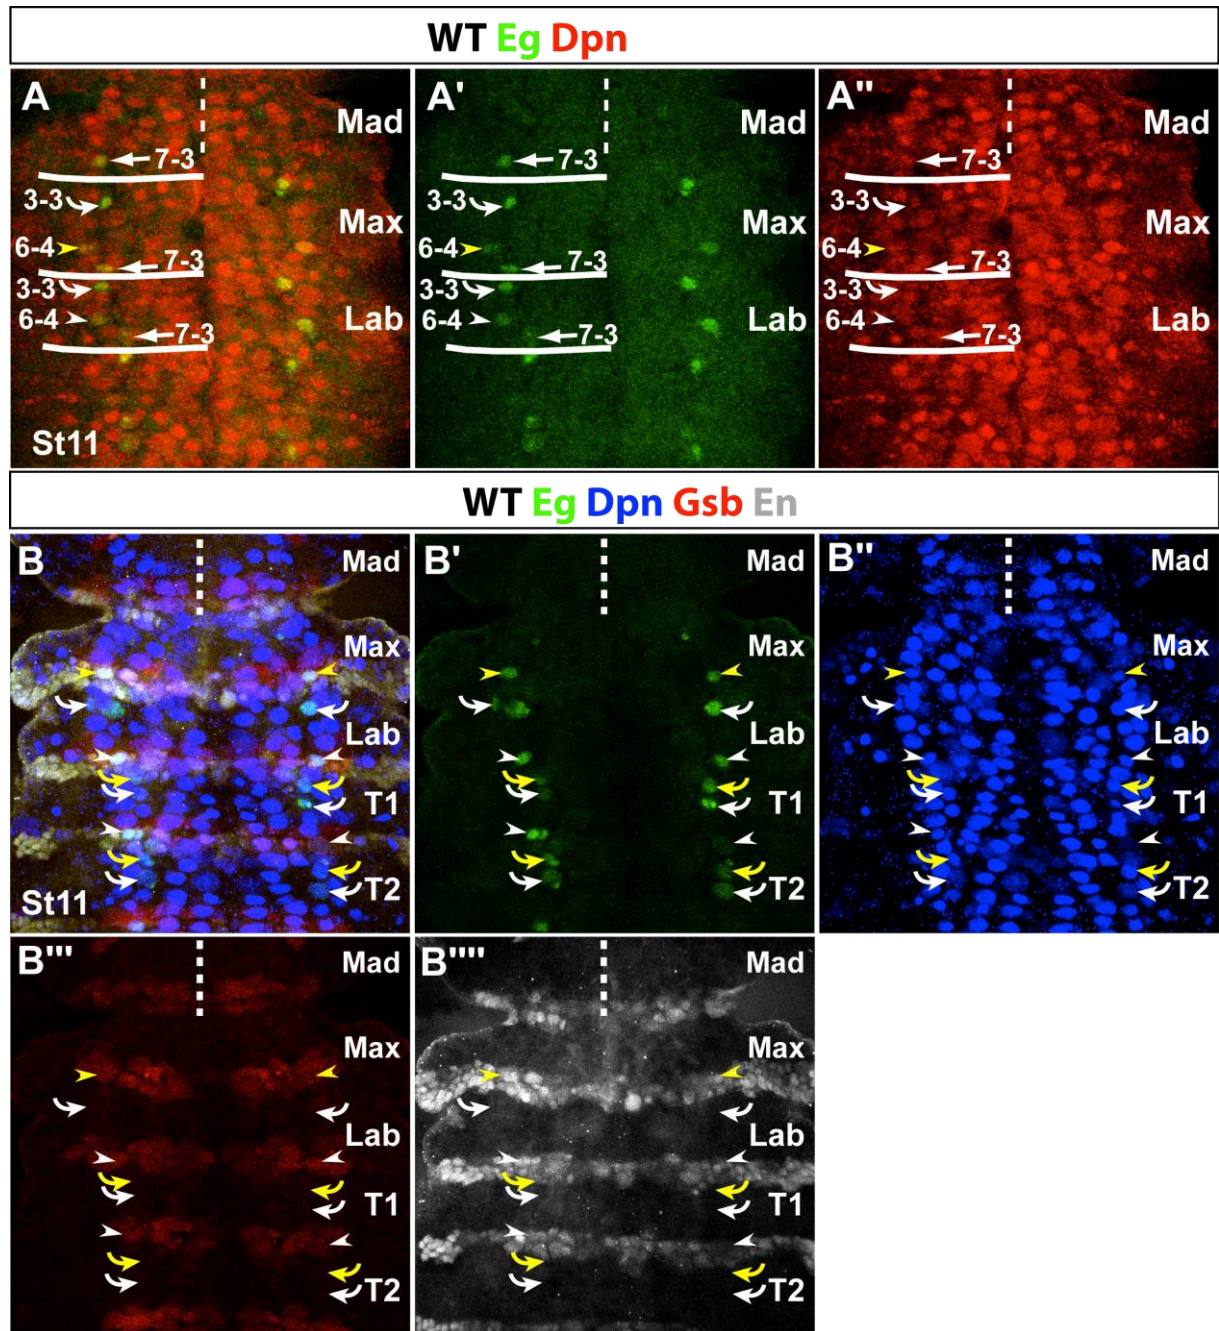 WT Eg Dpn
A
Mad
7-3
3-3
Max
6-4
7-3
3-3
6-4
Lab
7-3
St11
A'
Mad
7-3
3-3
Max
6-4
7-3
3-3
6-4
Lab
7-3
A"
Mad
7-3
3-3
Max
6-4
7-3
3-3
6-4
Lab
7-3
WT Eg Dpn Gsb En
B
Mad
Max
Lab
T1
T2
St11
B'
Mad
Max
Lab
T1
T2
B"
Mad
Max
Lab
T1
T2
B'''
Mad
Max
Lab
T1
T2
B''''
Mad
Max
Lab
T1
T2